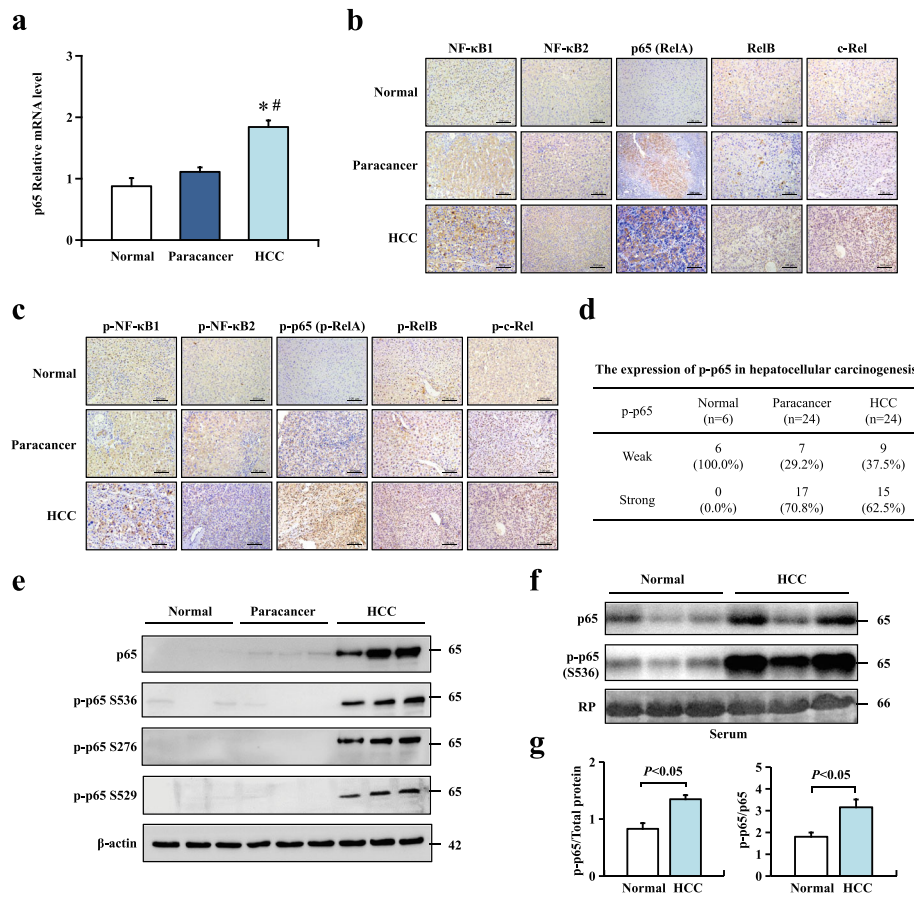 a
p65 Relative mRNA level
3
2
1
0
* #
Normal Paracancer HCC
b
NF-κB1 NF-κB2 p65 (RelA) RelB c-Rel
Normal
Paracancer
HCC
c
p-NF-κB1 p-NF-κB2 p-p65 (p-RelA) p-RelB p-c-Rel
Normal
Paracancer
HCC
d
The expression of p-p65 in hepatocellular carcinogenesis
p-p65 Normal (n=6) Paracancer (n=24) HCC (n=24)
Weak 6 (100.0%) 7 (29.2%) 9 (37.5%)
Strong 0 (0.0%) 17 (70.8%) 15 (62.5%)
e
Normal Paracancer HCC
p65 65
p-p65 S536 65
p-p65 S276 65
p-p65 S529 65
β-actin 42
f
Normal HCC
p65 65
p-p65 (S536) 65
RP 66
Serum
g
p-p65/Total protein
2
1
0
P<0.05
Normal HCC
p-p65/p65
5
4
3
2
1
0
P<0.05
Normal HCC